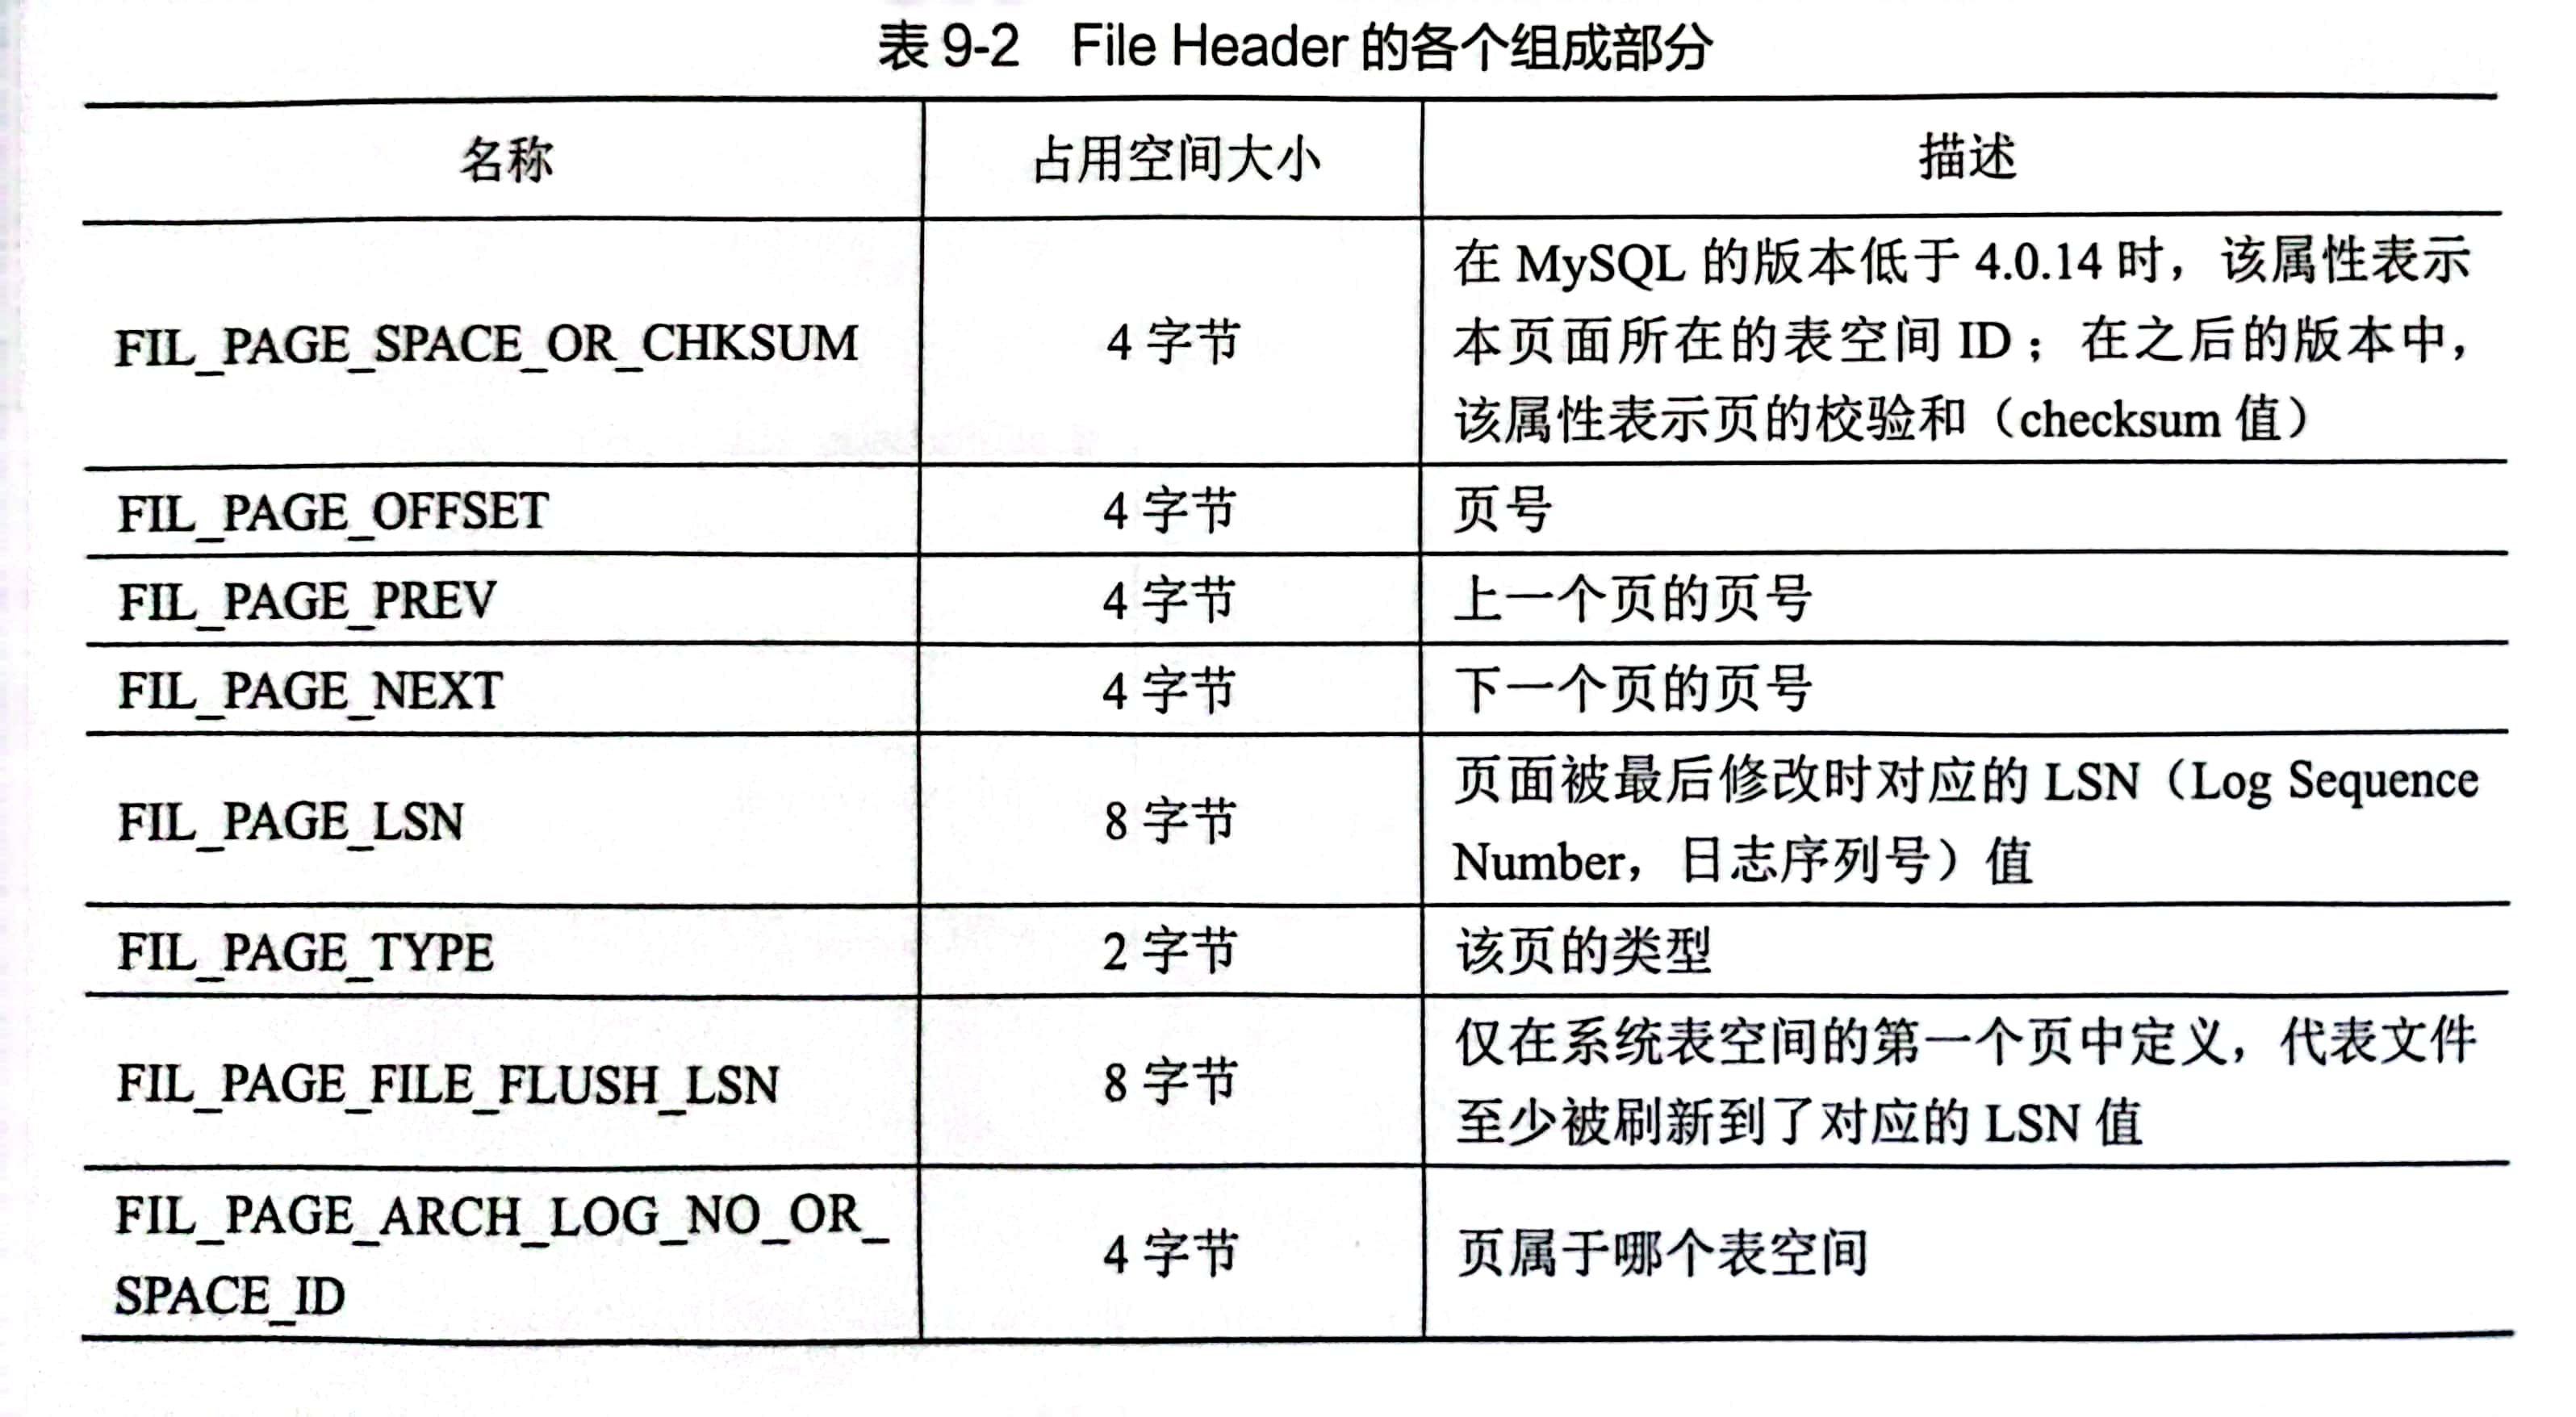 表 9-2 File Header 的各个组成部分
名称 占用空间大小 描述
FIL_PAGE_SPACE_OR_CHKSUM 4 字节
在 MySQL 的版本低于 4.0.14 时，该属性表示
本页面所在的表空间 ID；在之后的版本中，
该属性表示页的校验和（checksum 值）
FIL_PAGE_OFFSET 4 字节 页号
FIL_PAGE_PREV 4 字节 上一个页的页号
FIL_PAGE_NEXT 4 字节 下一个页的页号
FIL_PAGE_LSN 8 字节
页面被最后修改时对应的 LSN（Log Sequence
Number，日志序列号）值
FIL_PAGE_TYPE 2 字节 该页的类型
FIL_PAGE_FILE_FLUSH_LSN 8 字节
仅在系统表空间的第一个页中定义，代表文件
至少被刷新到了对应的 LSN 值
FIL_PAGE_ARCH_LOG_NO_OR_
SPACE_ID
4 字节 页属于哪个表空间